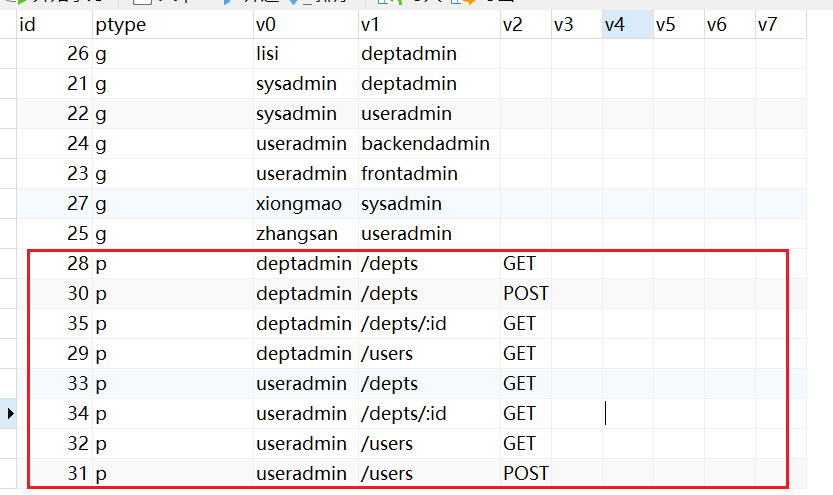 id ptype v0 v1 v2 v3 v4 v5 v6 v7
26 g lisi deptadmin
21 g sysadmin deptadmin
22 g sysadmin useradmin
24 g useradmin backendadmin
23 g useradmin frontadmin
27 g xiongmao sysadmin
25 g zhangsan useradmin
28 p deptadmin /depts GET
30 p deptadmin /depts POST
35 p deptadmin /depts/:id GET
29 p deptadmin /users GET
33 p useradmin /depts GET
34 p useradmin /depts/:id GET
32 p useradmin /users GET
31 p useradmin /users POST